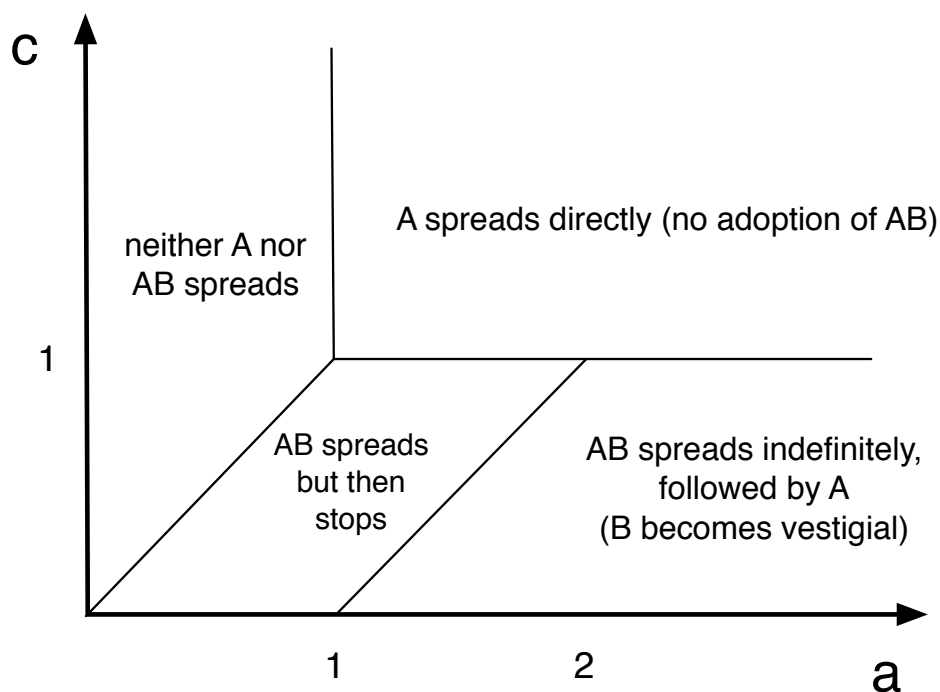 c
A spreads directly (no adoption of AB)
neither A nor
AB spreads
1
AB spreads
but then
stops
AB spreads indefinitely,
followed by A
(B becomes vestigial)
1
2
a